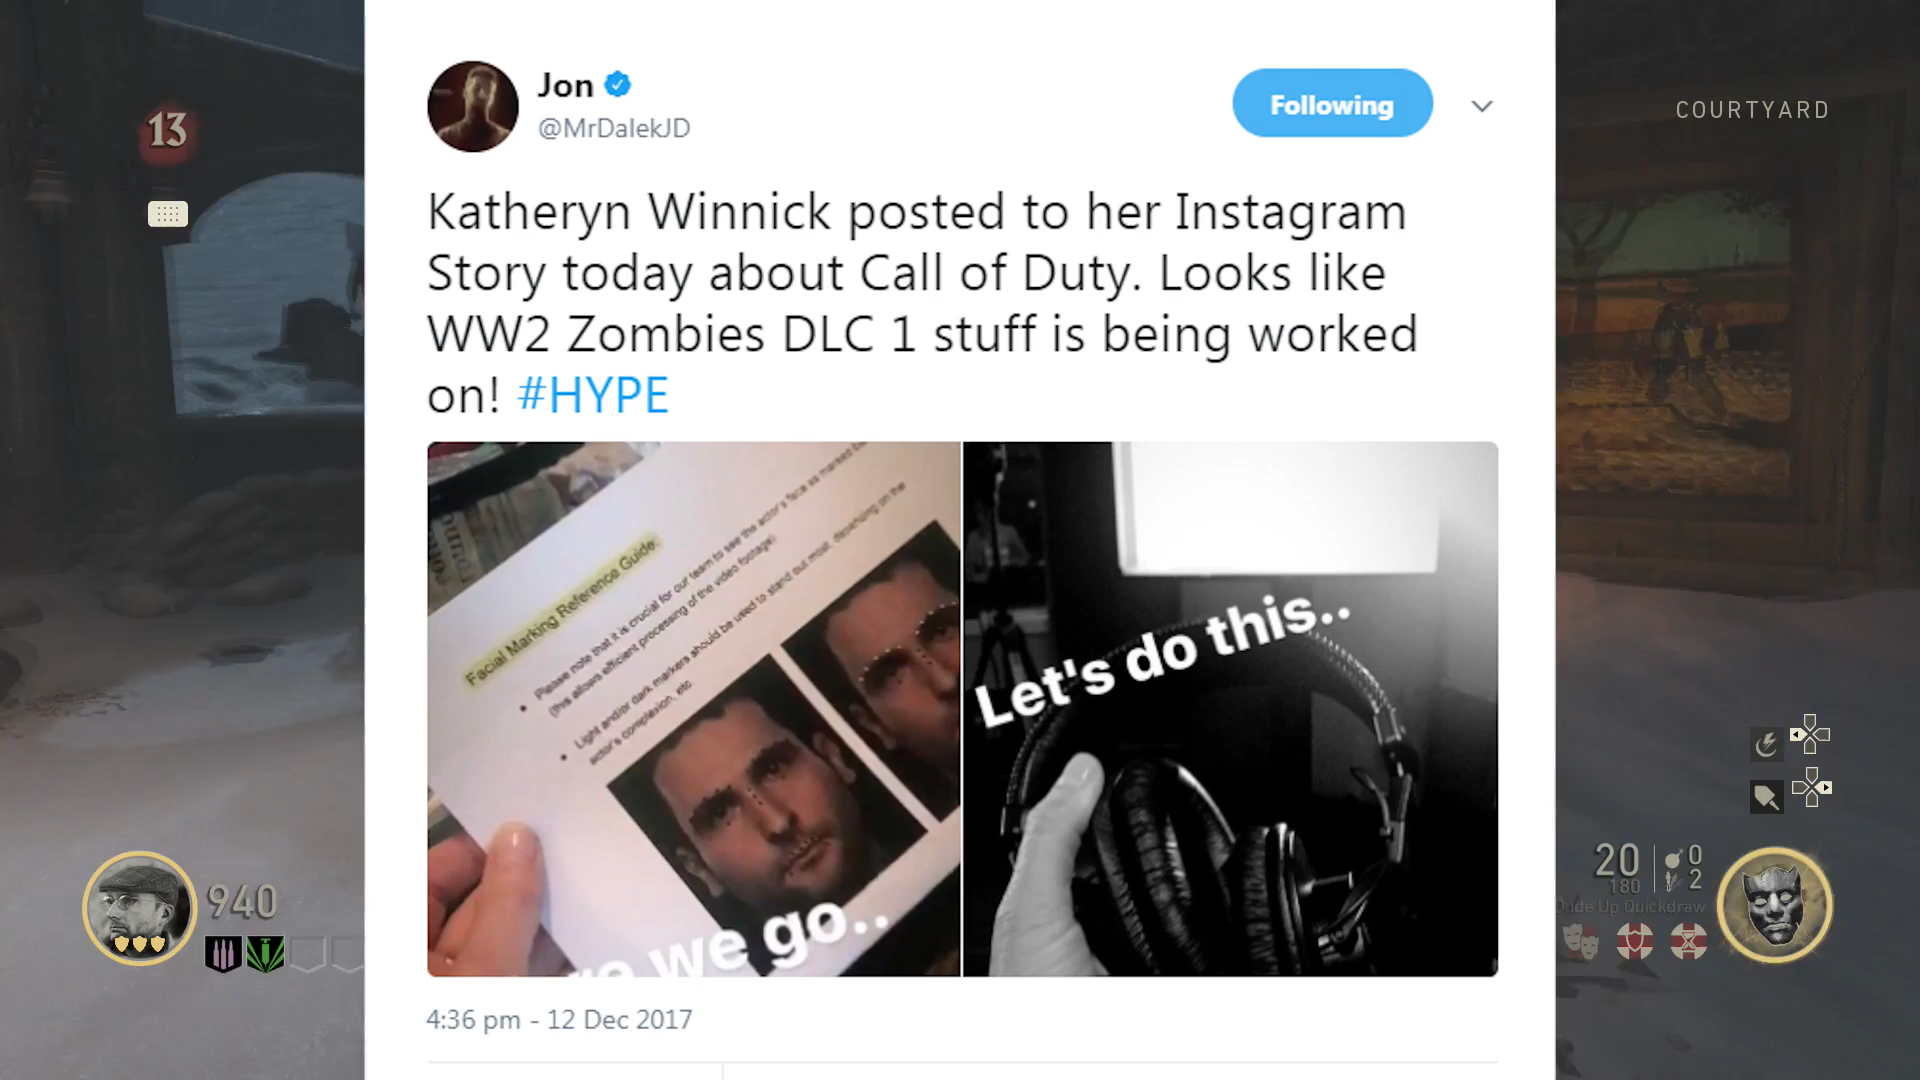 13
COURTYARD
Jon
@MrDalekJD
Following
Katheryn Winnick posted to her Instagram
Story today about Call of Duty. Looks like
WW2 Zombies DLC 1 stuff is being worked
on! #HYPE
Facial Marking Reference Guide:
Please note that it is crucial for our team to see the actor's face as marked
(this allows efficient processing of the video footage).
Light and/or dark markers should be used to stand out most, depending on the
actor's complexion, etc.
we go..
Let's do this..
4:36 pm - 12 Dec 2017
940
20
180
0
2
Up Quickdraw